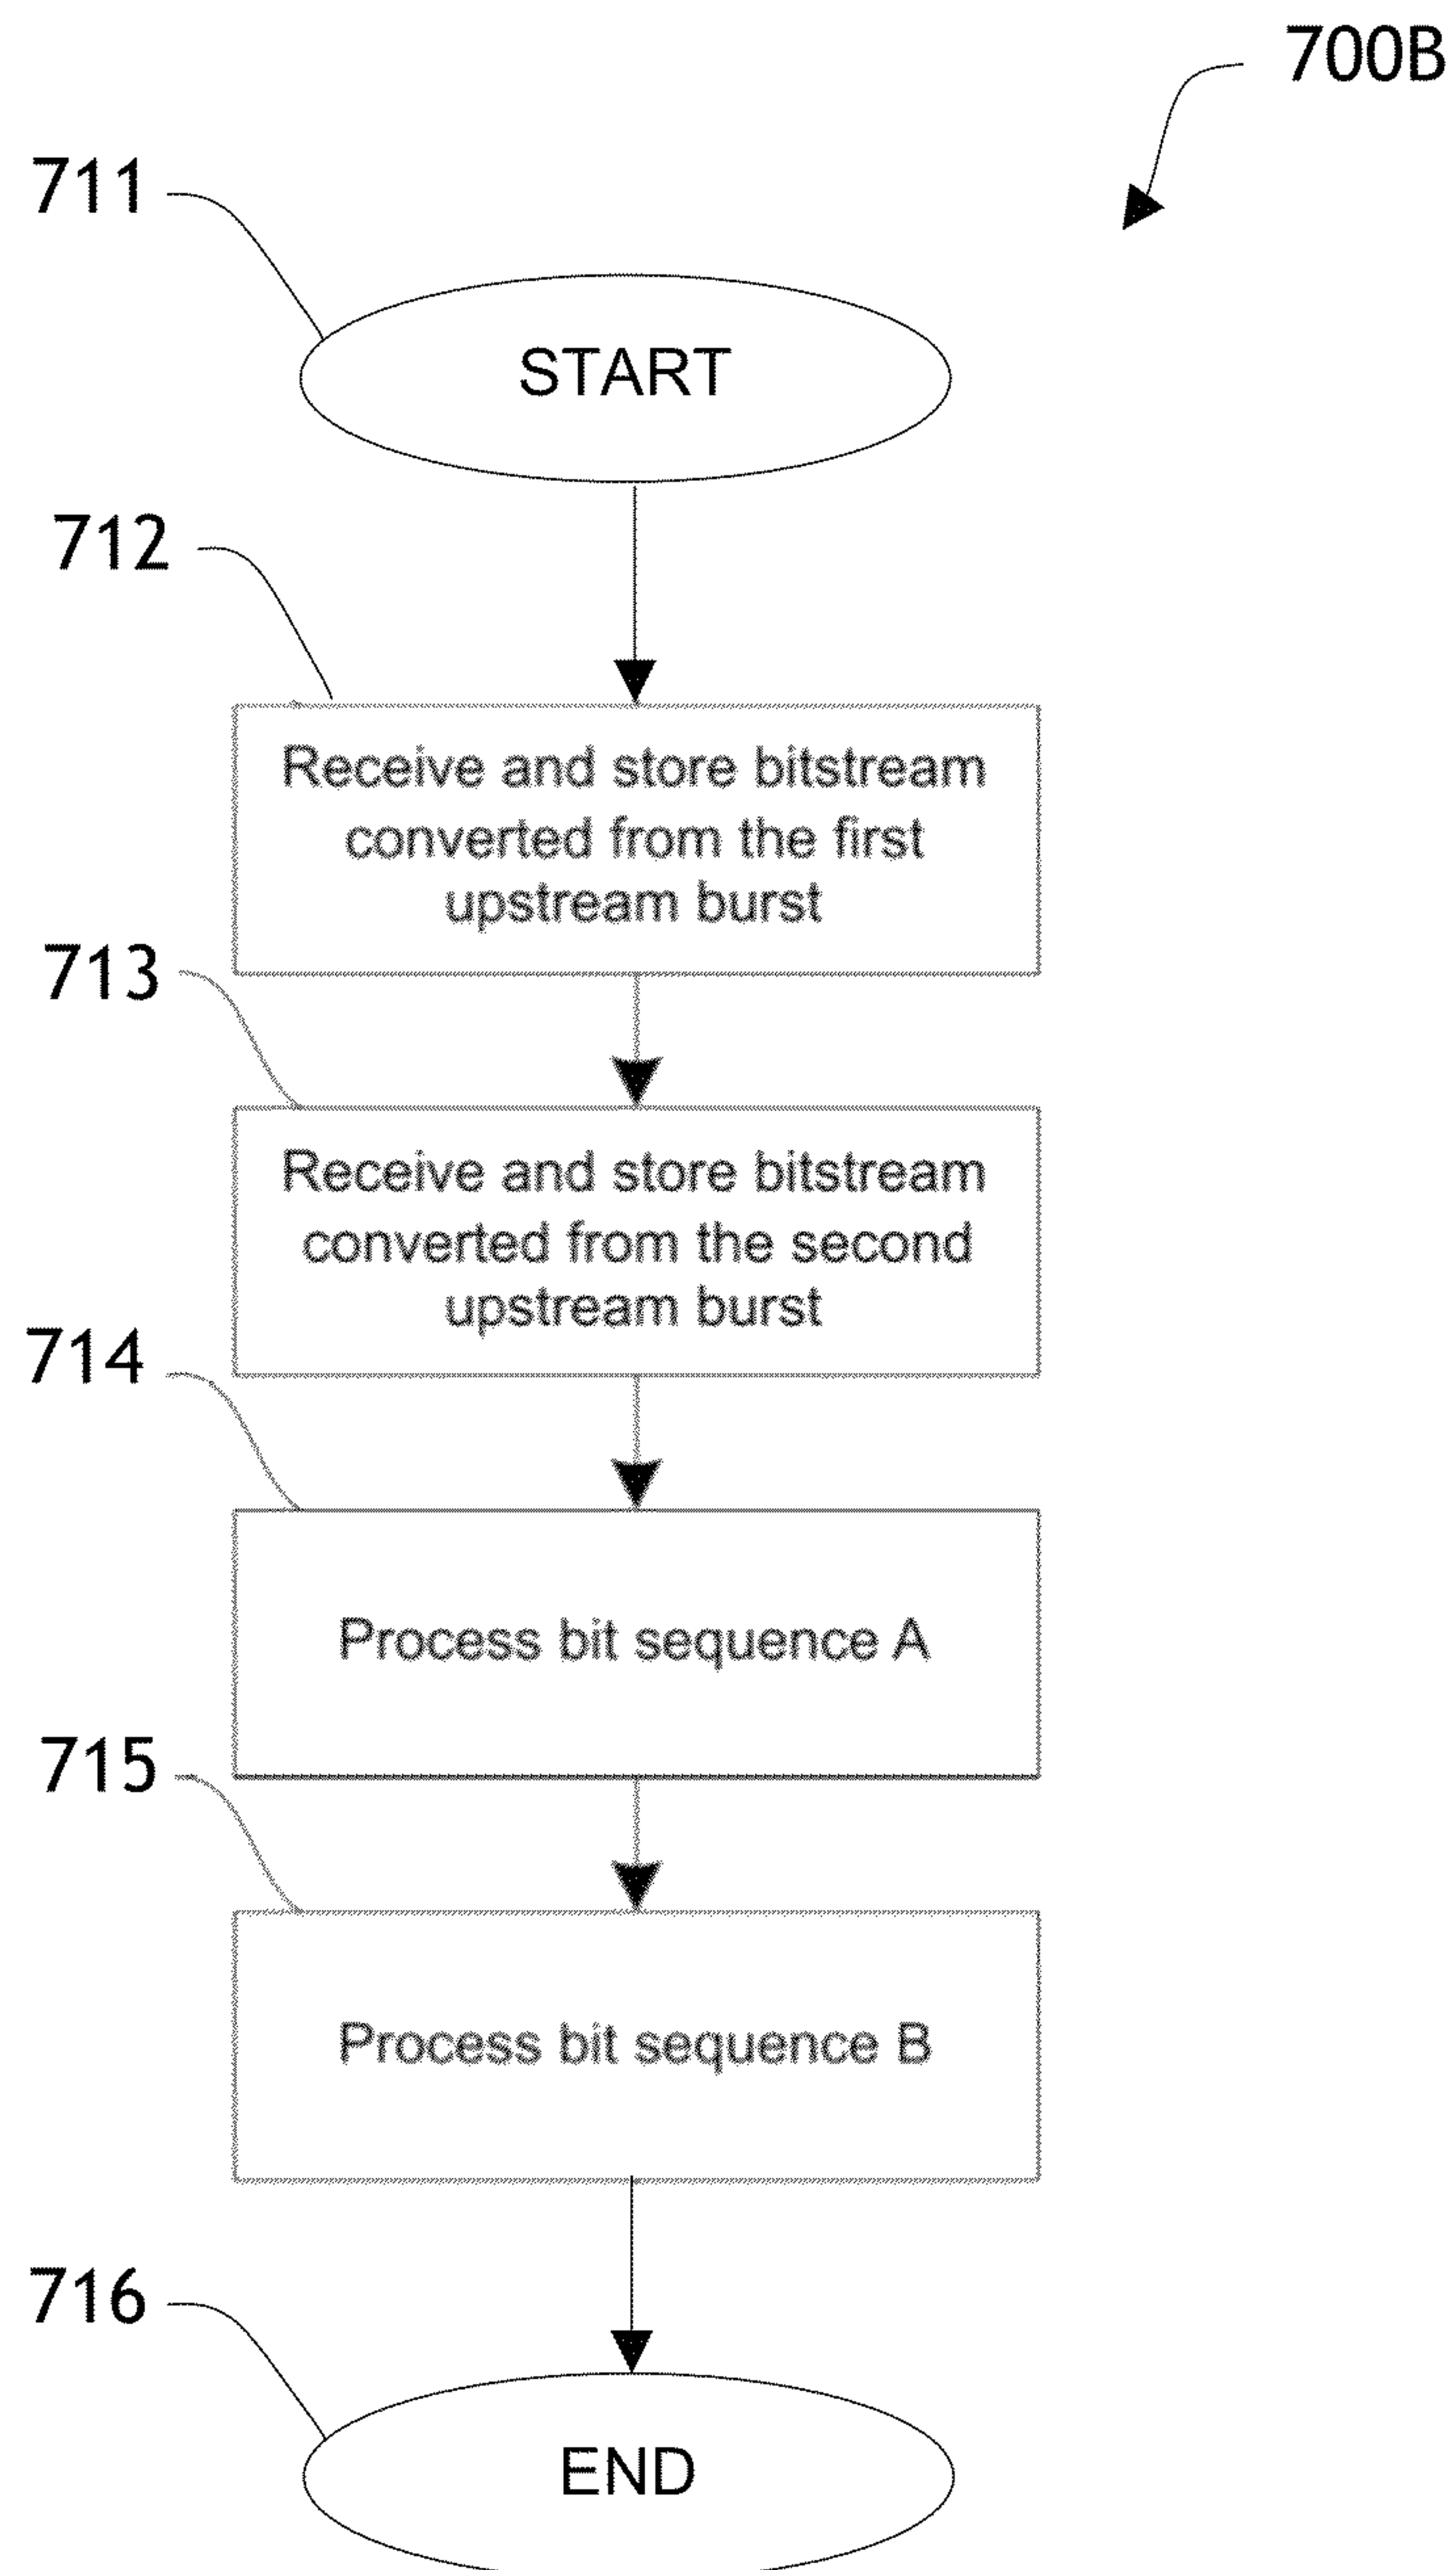 700B
711
START
712
Receive and store bitstream
converted from the first
upstream burst
713
Receive and store bitstream
converted from the second
upstream burst
714
Process bit sequence A
715
Process bit sequence B
716
END